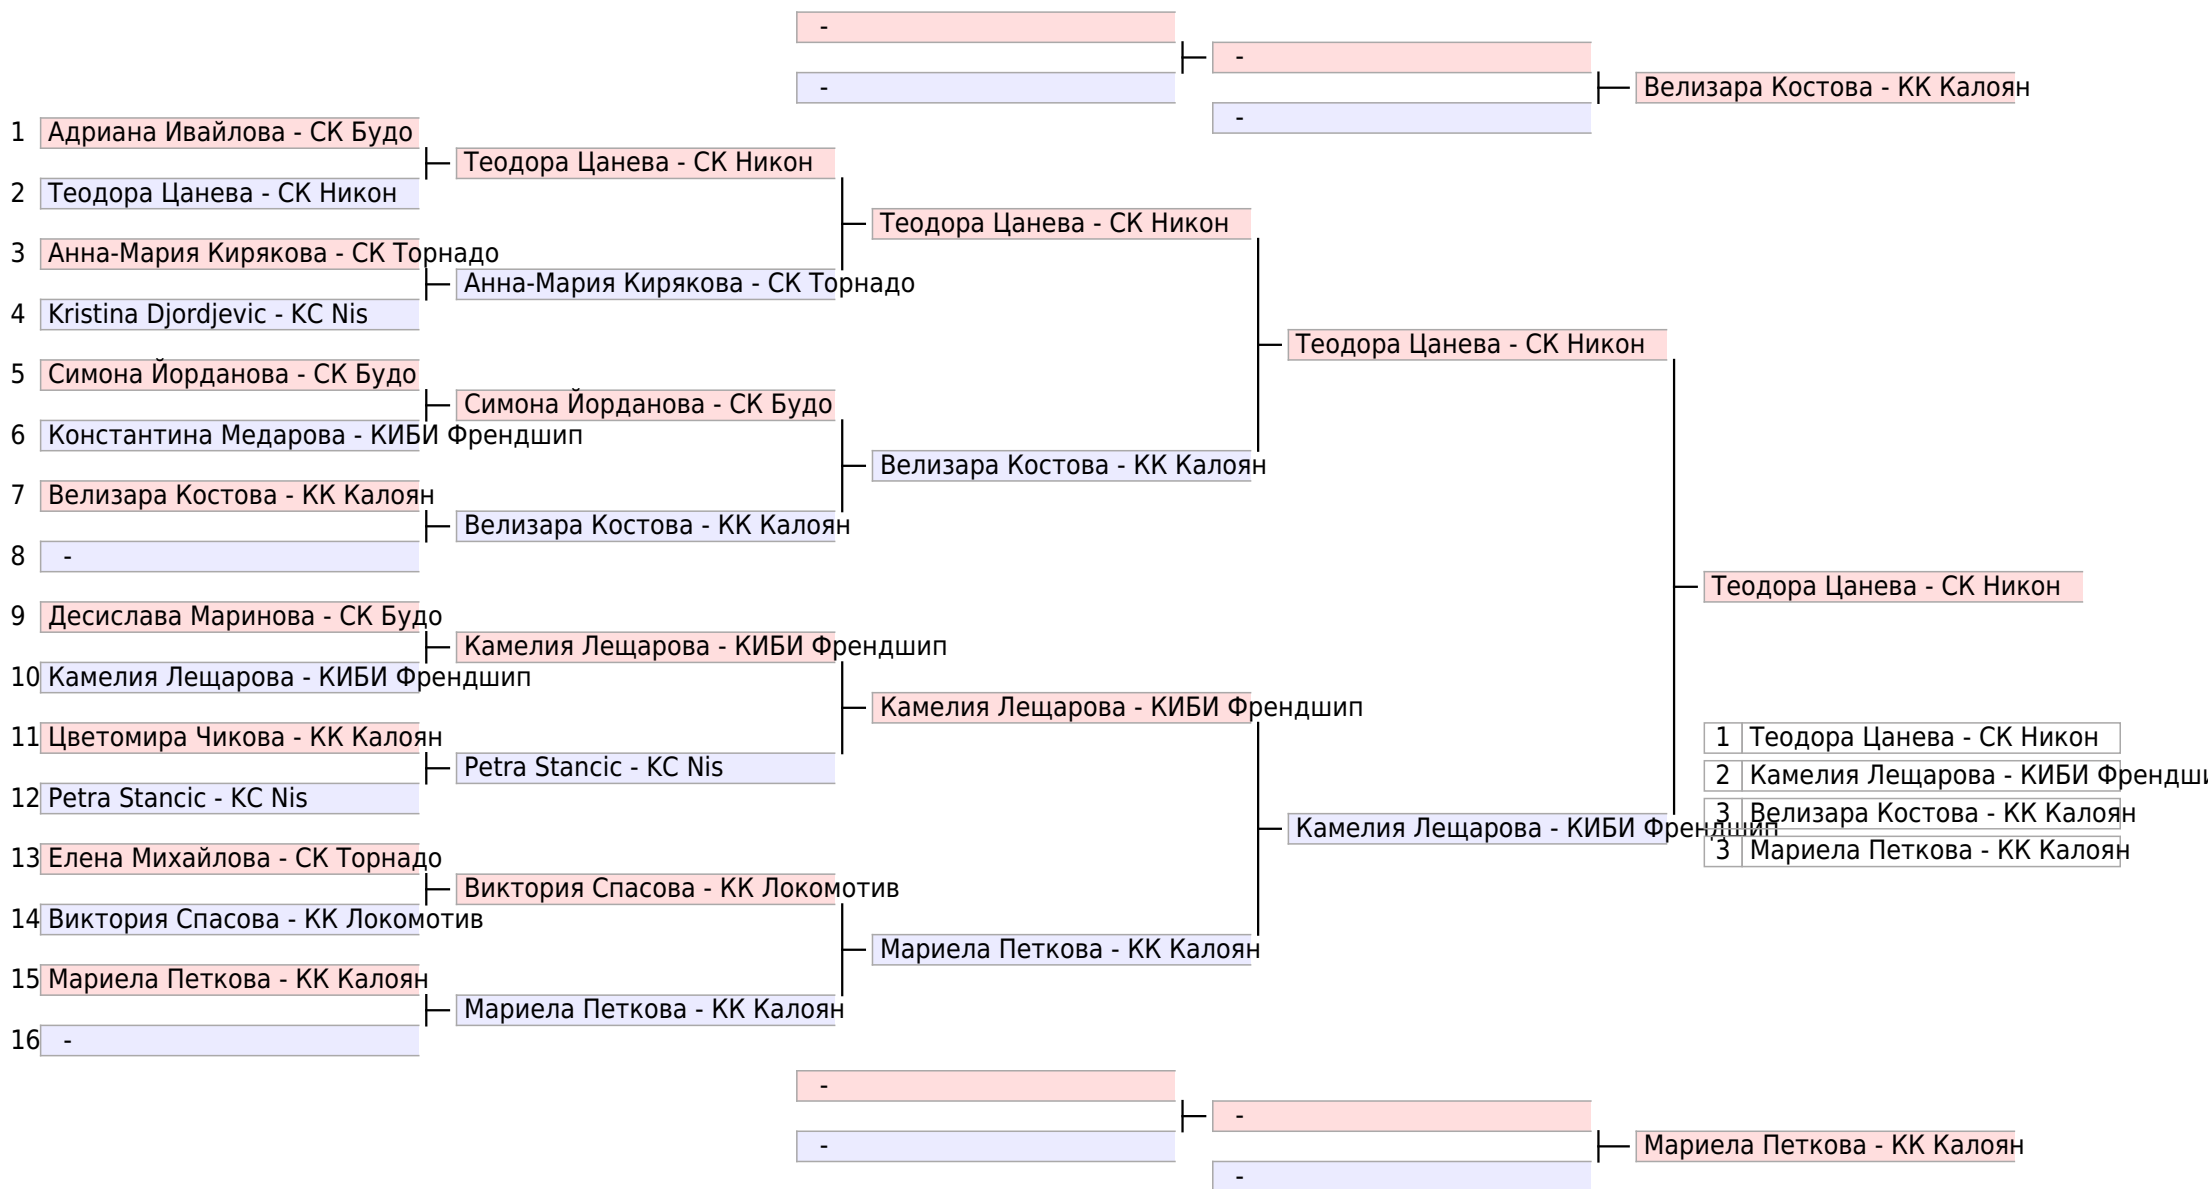 -
-
-
-
Велизара Костова - КК Калоян
1 Адриана Ивайлова - СК Будо
Теодора Цанева - СК Никон
2 Теодора Цанева - СК Никон
Теодора Цанева - СК Никон
3 Анна-Мария Кирякова - СК Торнадо
Анна-Мария Кирякова - СК Торнадо
4 Kristina Djordjevic - KC Nis
Теодора Цанева - СК Никон
5 Симона Йорданова - СК Будо
Симона Йорданова - СК Будо
6 Константина Медарова - КИБИ Френдшип
Велизара Костова - КК Калоян
7 Велизара Костова - КК Калоян
Велизара Костова - КК Калоян
8 -
Теодора Цанева - СК Никон
9 Десислава Маринова - СК Будо
Камелия Лещарова - КИБИ Френдшип
10 Камелия Лещарова - КИБИ Френдшип
Камелия Лещарова - КИБИ Френдшип
11 Цветомира Чикова - КК Калоян
Petra Stancic - KC Nis
12 Petra Stancic - KC Nis
Камелия Лещарова - КИБИ Френдшип
13 Елена Михайлова - СК Торнадо
Виктория Спасова - КК Локомотив
14 Виктория Спасова - КК Локомотив
Мариела Петкова - КК Калоян
15 Мариела Петкова - КК Калоян
Мариела Петкова - КК Калоян
16 -
1 Теодора Цанева - СК Никон
2 Камелия Лещарова - КИБИ Френдши
3 Велизара Костова - КК Калоян
3 Мариела Петкова - КК Калоян
-
-
-
-
Мариела Петкова - КК Калоян